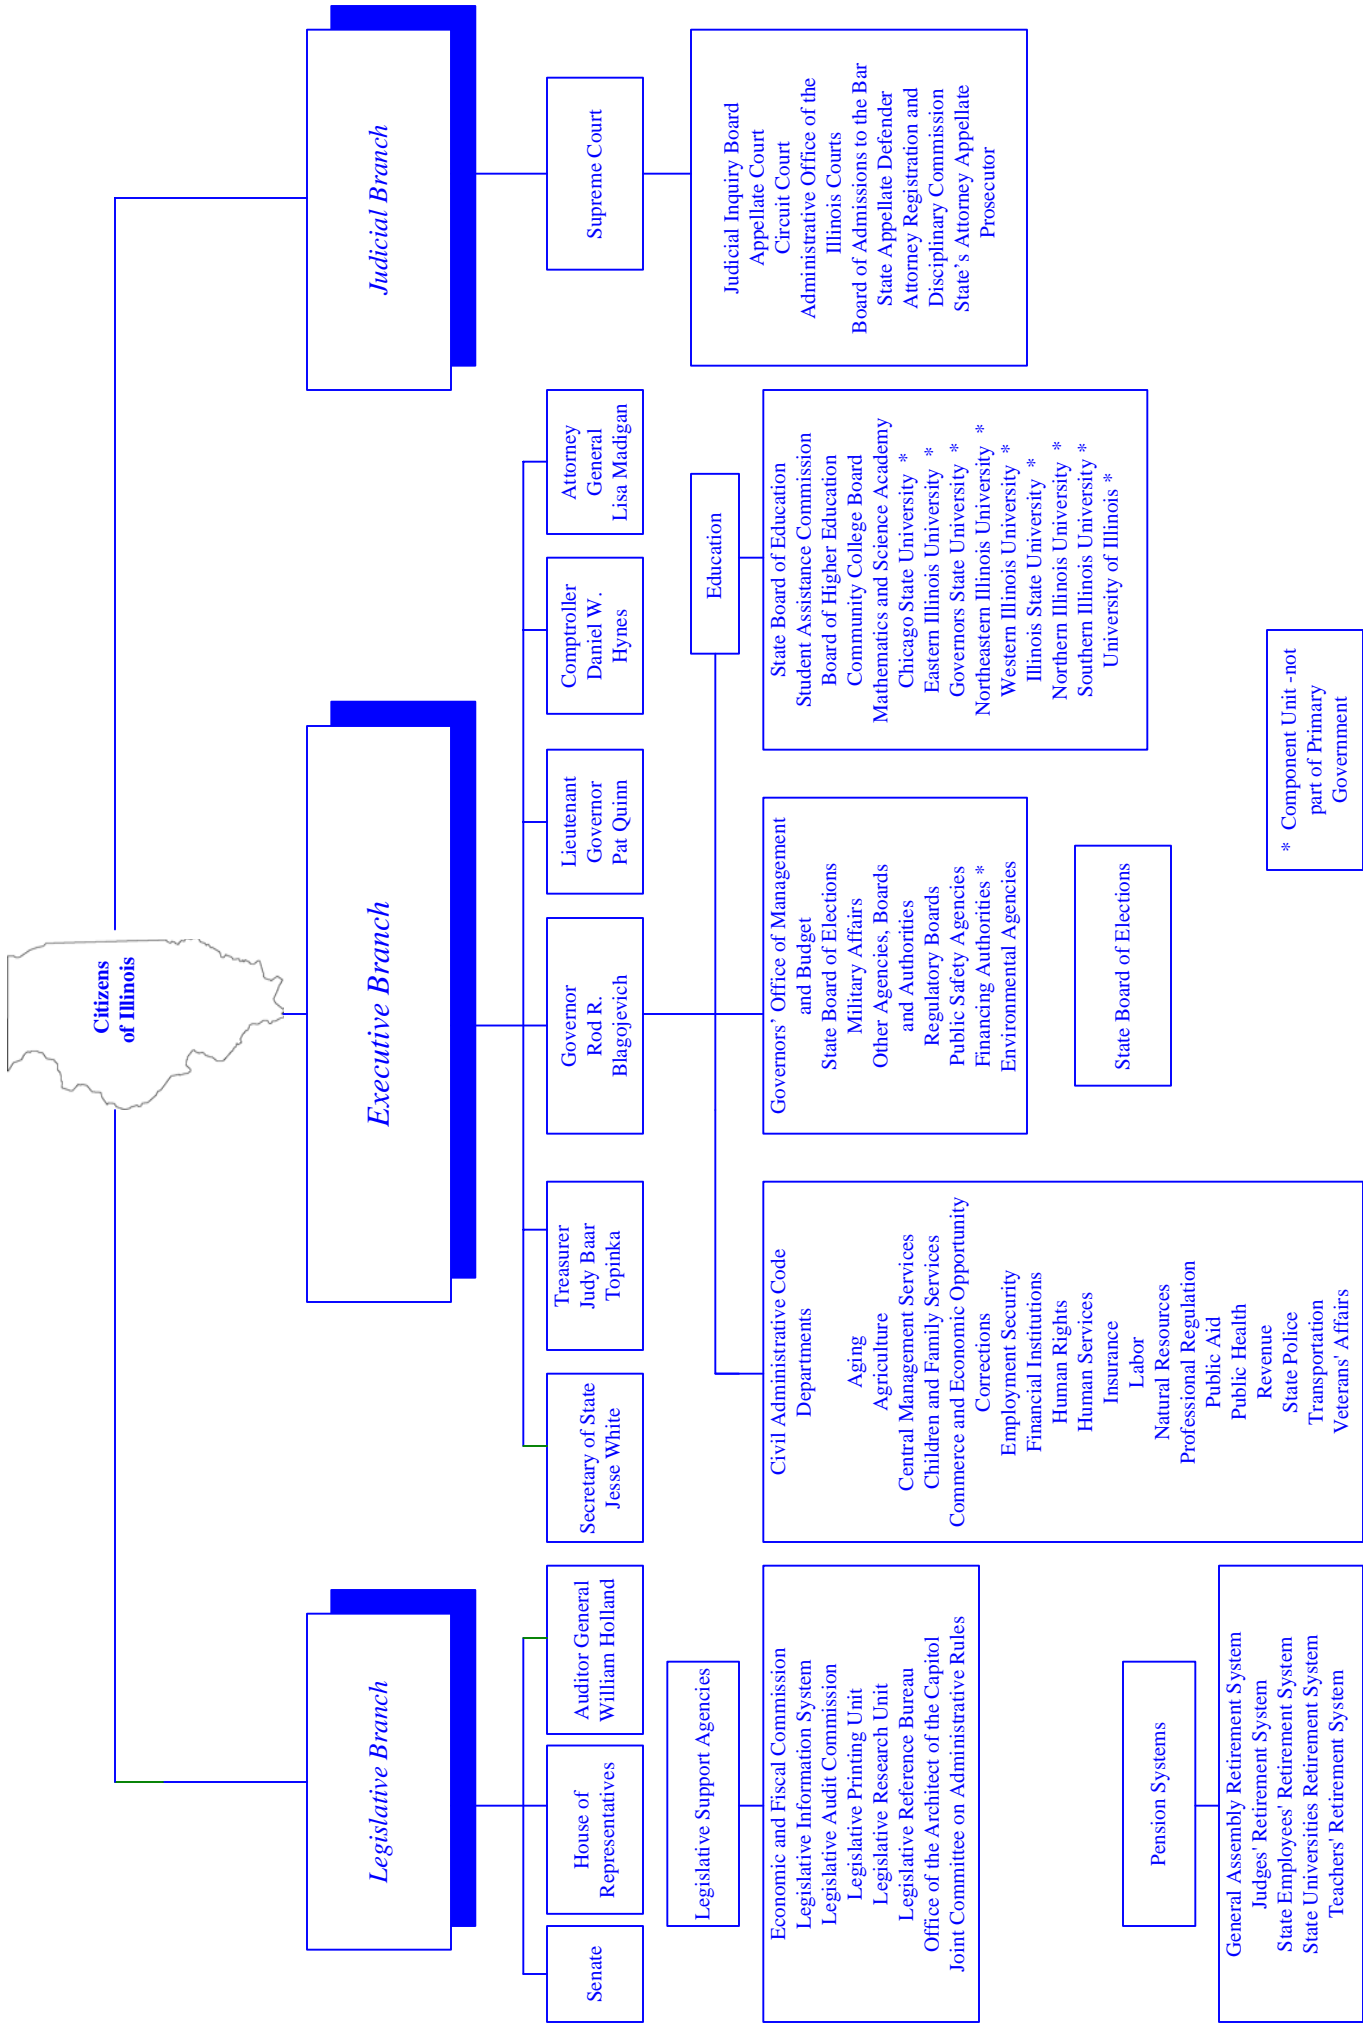 Citizens
of Illinois
Legislative Branch
Executive Branch
Judicial Branch
Senate
House of
Representatives
Auditor General
William Holland
Secretary of State
Jesse White
Treasurer
Judy Baar
Topinka
Governor
Rod R.
Blagojevich
Lieutenant
Governor
Pat Quinn
Comptroller
Daniel W.
Hynes
Attorney
General
Lisa Madigan
Supreme Court
Legislative Support Agencies
Economic and Fiscal Commission
Legislative Information System
Legislative Audit Commission
Legislative Printing Unit
Legislative Research Unit
Legislative Reference Bureau
Office of the Architect of the Capitol
Joint Committee on Administrative Rules
Civil Administrative Code
Departments
Aging
Agriculture
Central Management Services
Children and Family Services
Commerce and Economic Opportunity
Corrections
Employment Security
Financial Institutions
Human Rights
Human Services
Insurance
Labor
Natural Resources
Professional Regulation
Public Aid
Public Health
Revenue
State Police
Transportation
Veterans' Affairs
Governors' Office of Management
and Budget
State Board of Elections
Military Affairs
Other Agencies, Boards
and Authorities
Regulatory Boards
Public Safety Agencies
Financing Authorities *
Environmental Agencies
Education
State Board of Education
Student Assistance Commission
Board of Higher Education
Community College Board
Mathematics and Science Academy
Chicago State University *
Eastern Illinois University *
Governors State University *
Northeastern Illinois University *
Western Illinois University *
Illinois State University *
Northern Illinois University *
Southern Illinois University *
University of Illinois *
Judicial Inquiry Board
Appellate Court
Circuit Court
Administrative Office of the
Illinois Courts
Board of Admissions to the Bar
State Appellate Defender
Attorney Registration and
Disciplinary Commission
State's Attorney Appellate
Prosecutor
State Board of Elections
Pension Systems
General Assembly Retirement System
Judges' Retirement System
State Employees' Retirement System
State Universities Retirement System
Teachers' Retirement System
* Component Unit -not
part of Primary
Government